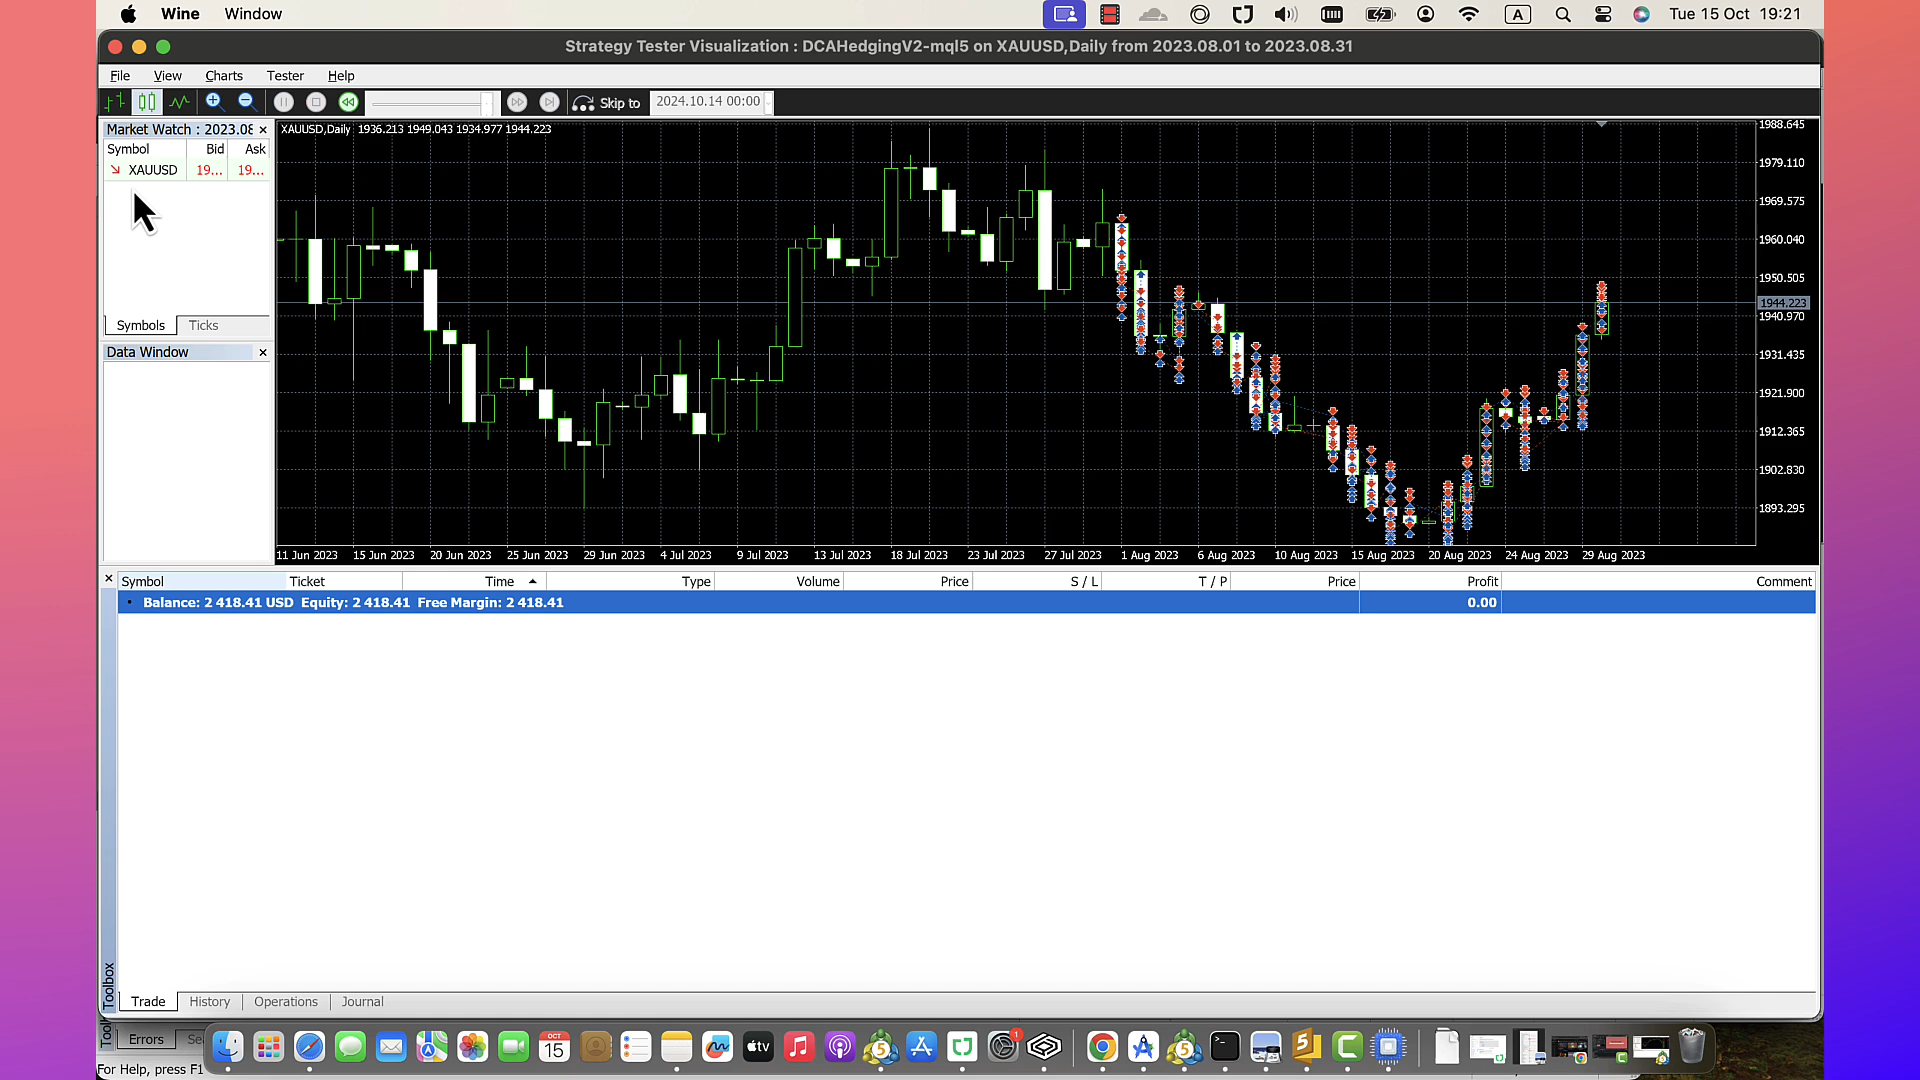 Wine Window
A
Tue 15 Oct 19:21
Strategy Tester Visualization : DCAHedgingV2-mql5 on XAUUSD,Daily from 2023.08.01 to 2023.08.31
File View Charts Tester Help
Skip to 2024.10.14 00:00
Market Watch : 2023.08
Symbol Bid Ask
XAUUSD 19... 19...
Symbols Ticks
Data Window
XAUUSD,Daily 1936.213 1949.043 1934.977 1944.223
1988.645
1979.110
1969.575
1960.040
1950.505
1944.223
1940.970
1931.435
1921.900
1912.365
1902.830
1893.295
11 Jun 2023 15 Jun 2023 20 Jun 2023 25 Jun 2023 29 Jun 2023 4 Jul 2023 9 Jul 2023 13 Jul 2023 18 Jul 2023 23 Jul 2023 27 Jul 2023 1 Aug 2023 6 Aug 2023 10 Aug 2023 15 Aug 2023 20 Aug 2023 24 Aug 2023 29 Aug 2023
Symbol Ticket Time Type Volume Price S / L T / P Price Profit Comment
Balance: 2 418.41 USD Equity: 2 418.41 Free Margin: 2 418.41 0.00
Toolbox
Trade History Operations Journal
Errors
OCT
15
tv
1
For Help, press F1